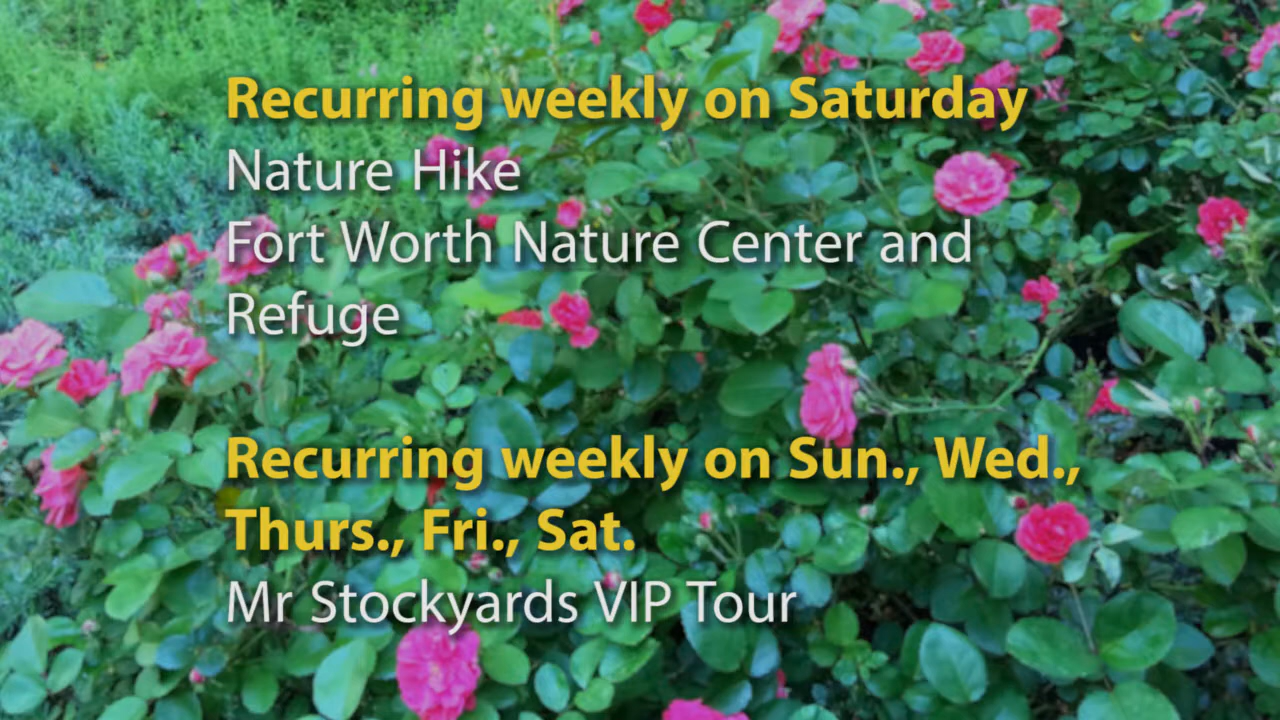 Recurring weekly on Saturday
Nature Hike
Fort Worth Nature Center and
Refuge
Recurring weekly on Sun., Wed.,
Thurs., Fri., Sat.
Mr Stockyards VIP Tour